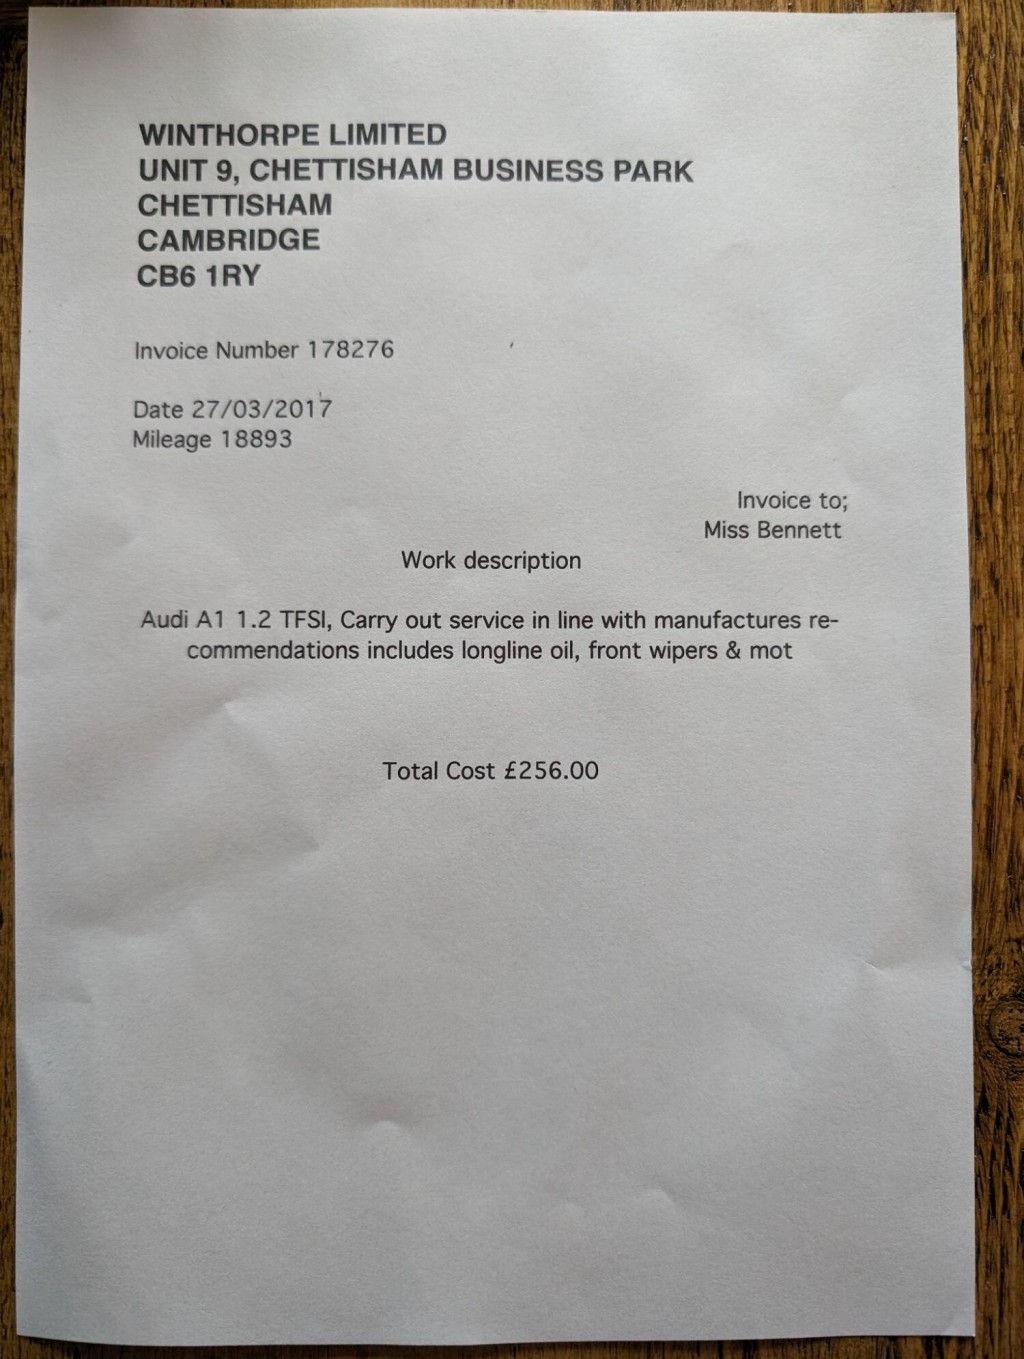 WINTHORPE LIMITED
UNIT 9, CHETTISHAM BUSINESS PARK
CHETTISHAM
CAMBRIDGE
CB6 1RY
Invoice Number 178276
Date 27/03/2017
Mileage 18893
Invoice to;
Miss Bennett
Work description
Audi A1 1.2 TFSI, Carry out service in line with manufactures re-
commendations includes longline oil, front wipers & mot
Total Cost £256.00